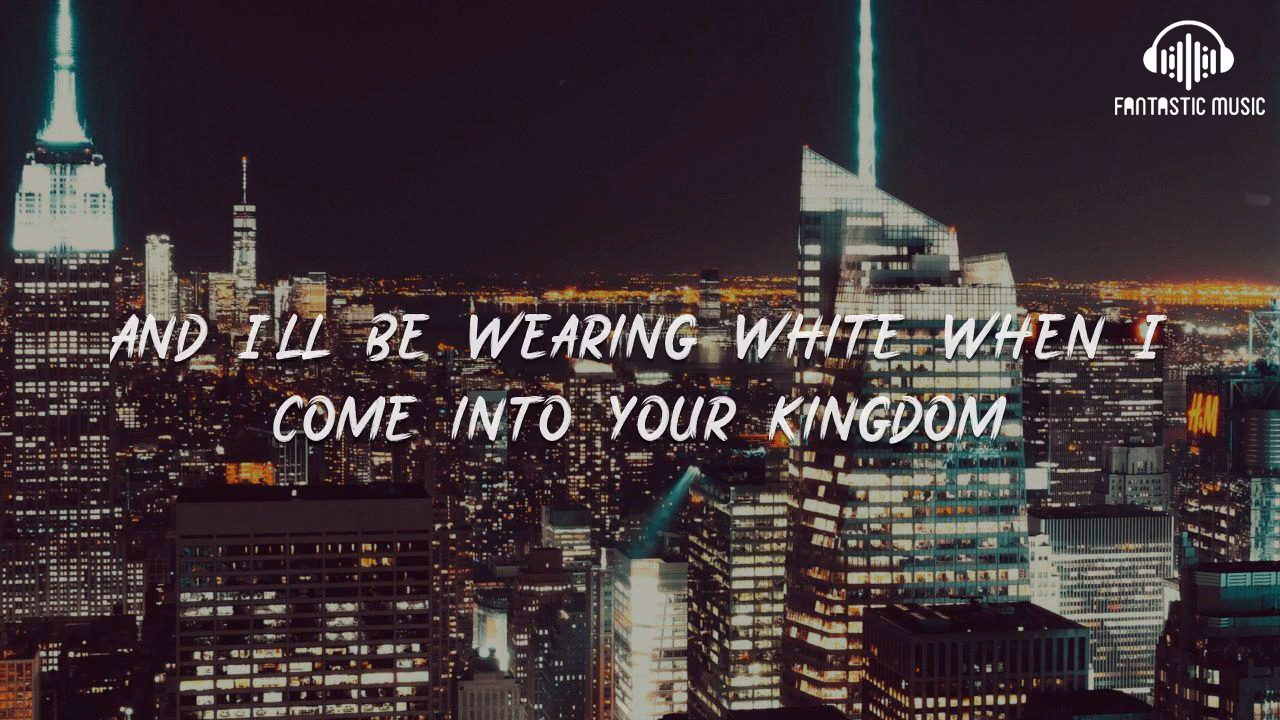 FANTASTIC MUSIC
AND I'LL BE WEARING WHITE WHEN I
COME INTO YOUR KINGDOM
H&M